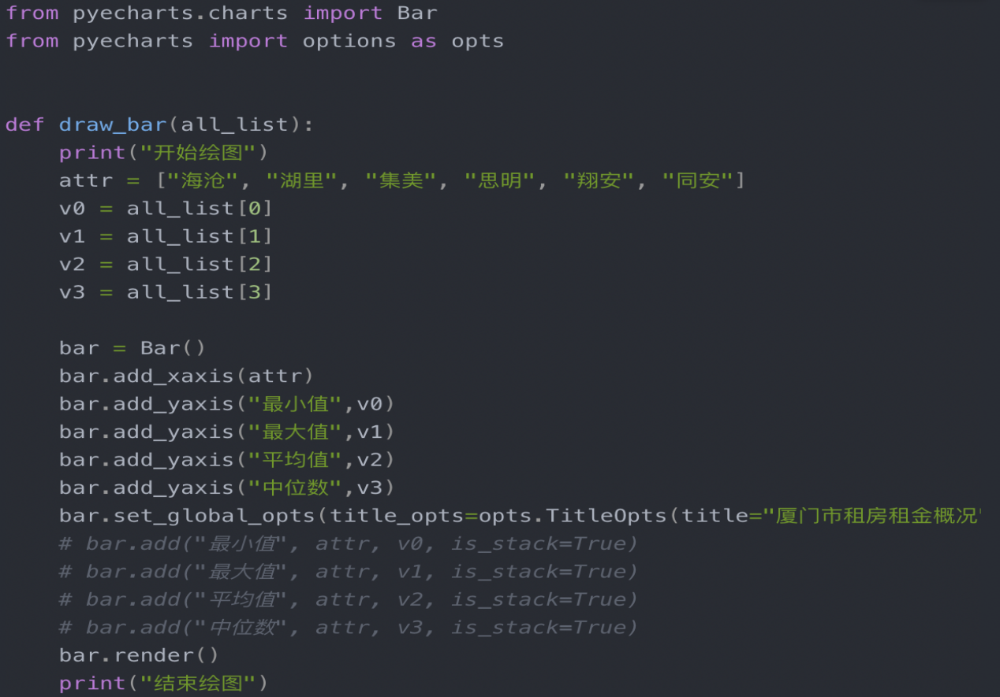 from pyecharts.charts import Bar
from pyecharts import options as opts
def draw_bar(all_list):
    print("开始绘图")
    attr = ["海沧", "湖里", "集美", "思明", "翔安", "同安"]
    v0 = all_list[0]
    v1 = all_list[1]
    v2 = all_list[2]
    v3 = all_list[3]
    bar = Bar()
    bar.add_xaxis(attr)
    bar.add_yaxis("最小值",v0)
    bar.add_yaxis("最大值",v1)
    bar.add_yaxis("平均值",v2)
    bar.add_yaxis("中位数",v3)
    bar.set_global_opts(title_opts=opts.TitleOpts(title="厦门市租房租金概况"
    # bar.add("最小值", attr, v0, is_stack=True)
    # bar.add("最大值", attr, v1, is_stack=True)
    # bar.add("平均值", attr, v2, is_stack=True)
    # bar.add("中位数", attr, v3, is_stack=True)
    bar.render()
    print("结束绘图")